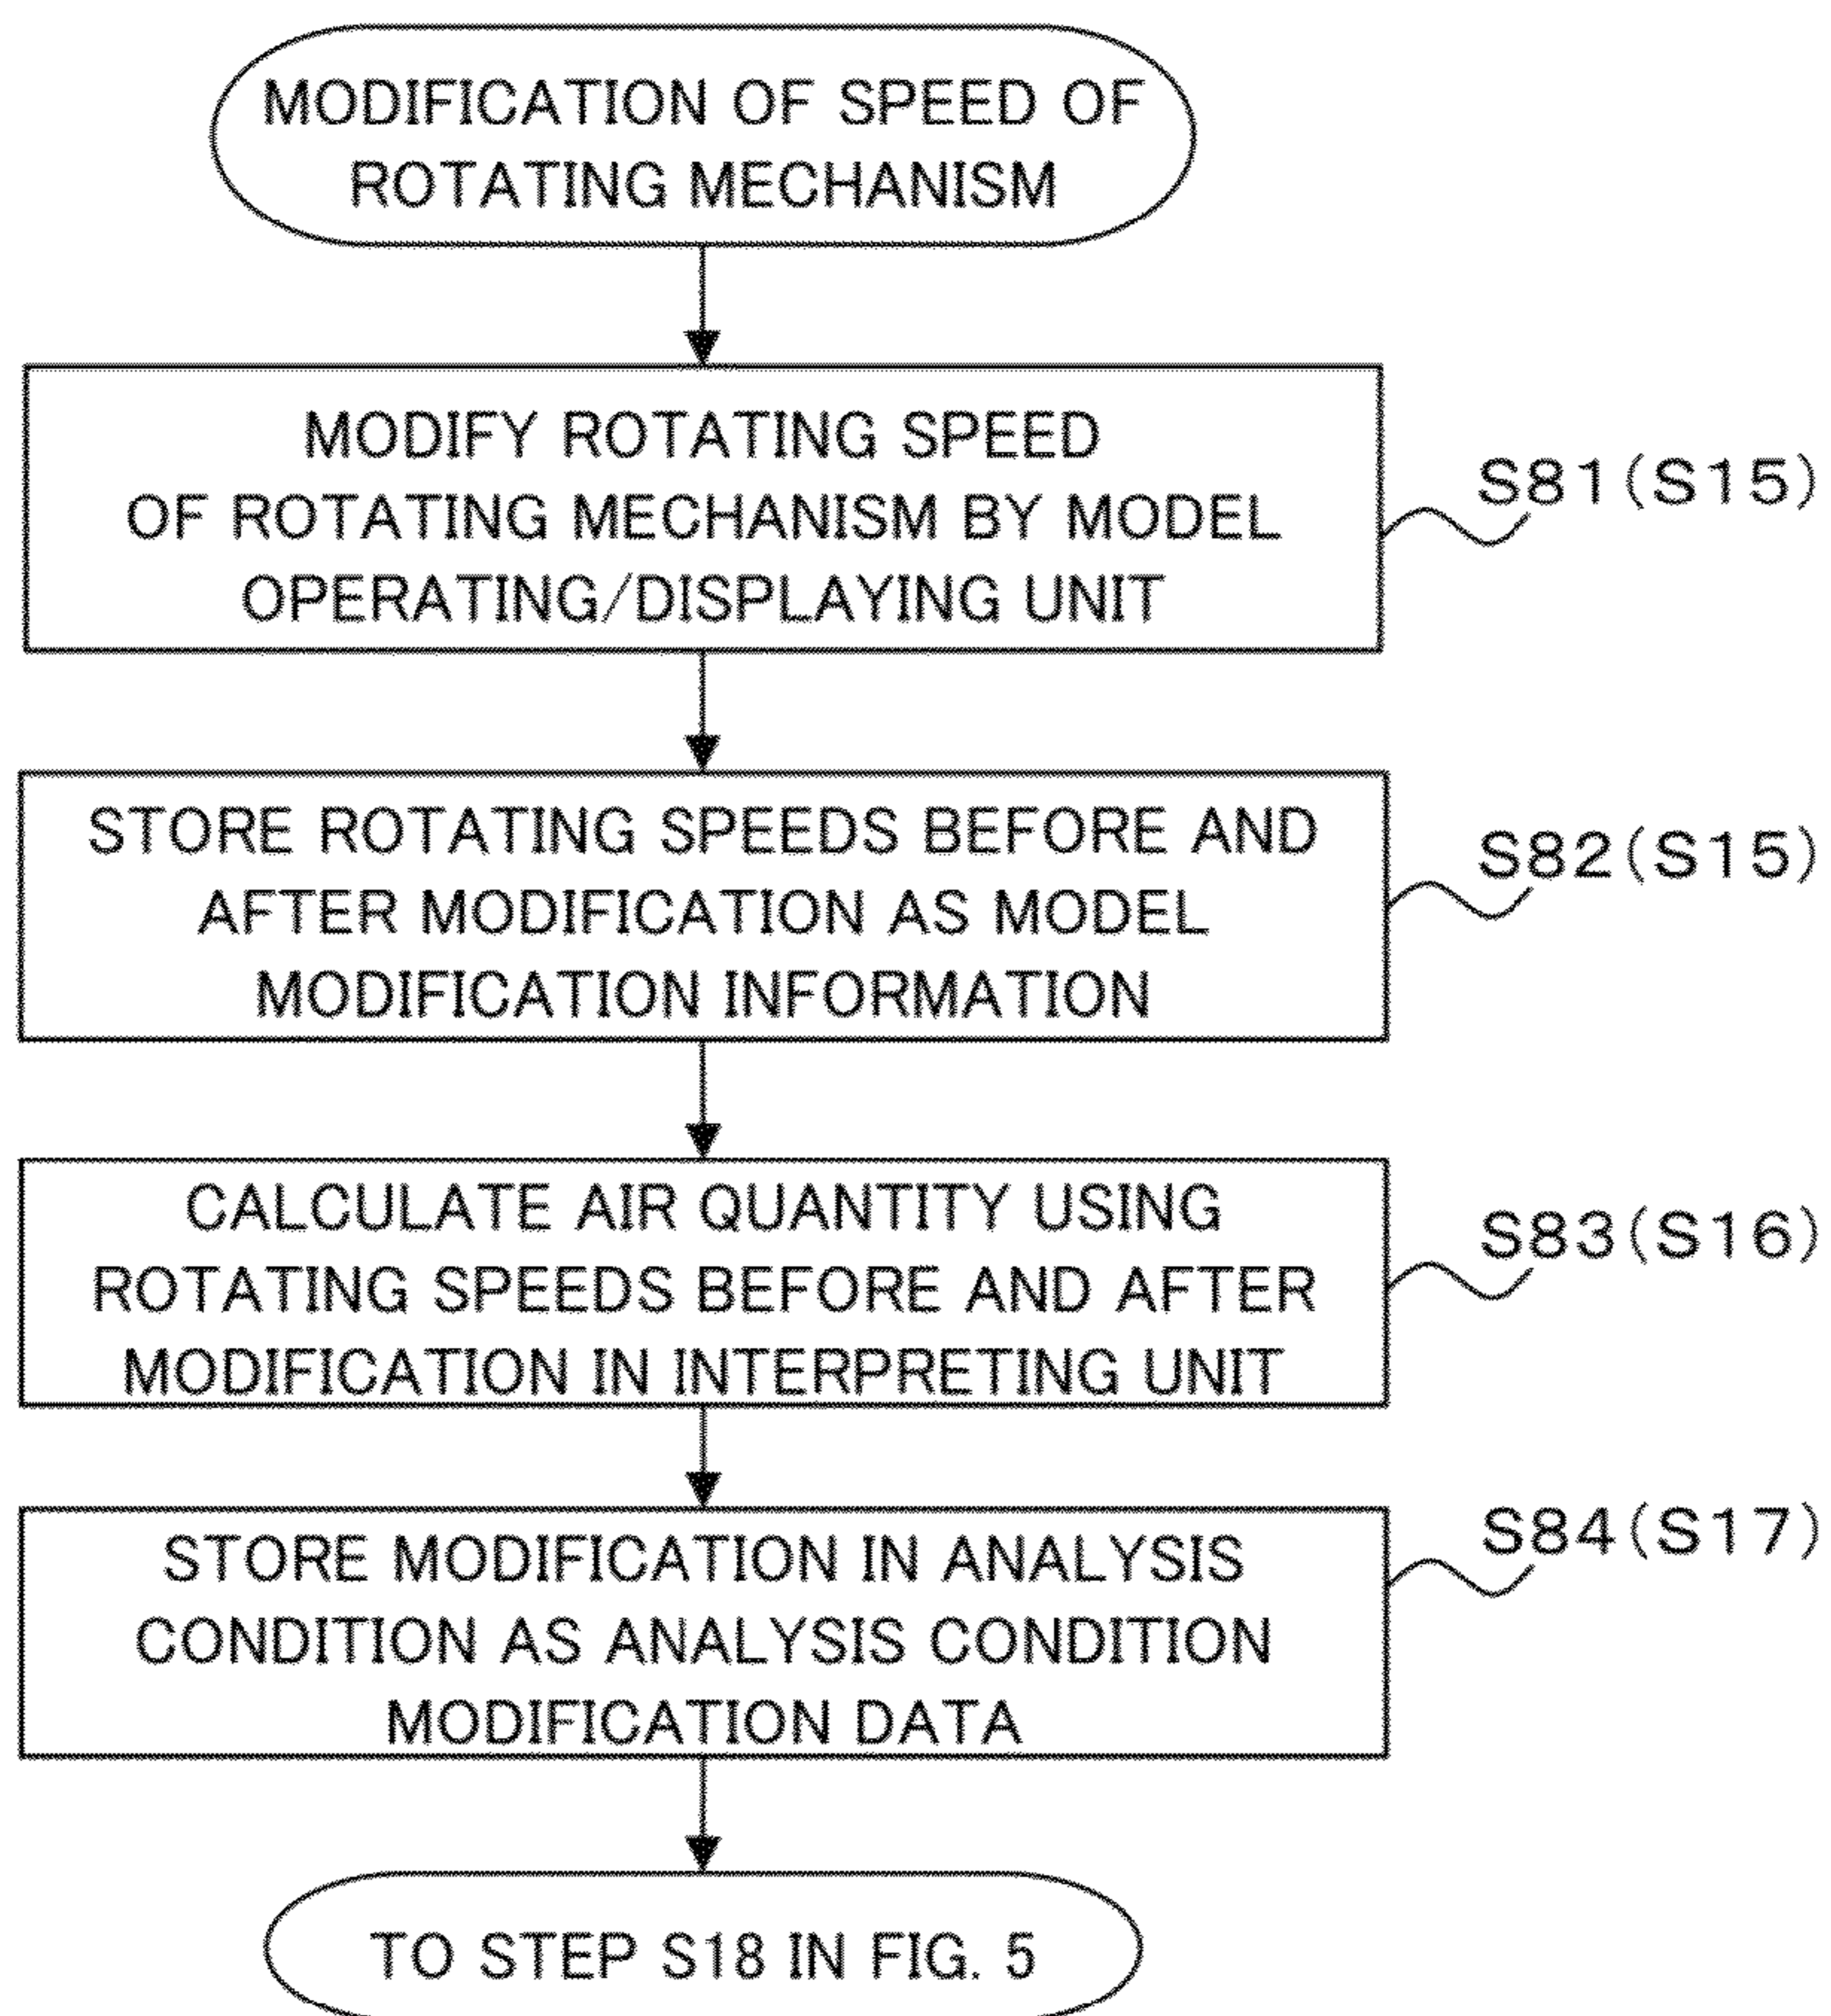 MODIFICATION OF SPEED OF
ROTATING MECHANISM
MODIFY ROTATING SPEED
OF ROTATING MECHANISM BY MODEL
OPERATING/DISPLAYING UNIT
S81(S15)
STORE ROTATING SPEEDS BEFORE AND
AFTER MODIFICATION AS MODEL
MODIFICATION INFORMATION
S82(S15)
CALCULATE AIR QUANTITY USING
ROTATING SPEEDS BEFORE AND AFTER
MODIFICATION IN INTERPRETING UNIT
S83(S16)
STORE MODIFICATION IN ANALYSIS
CONDITION AS ANALYSIS CONDITION
MODIFICATION DATA
S84(S17)
TO STEP S18 IN FIG. 5